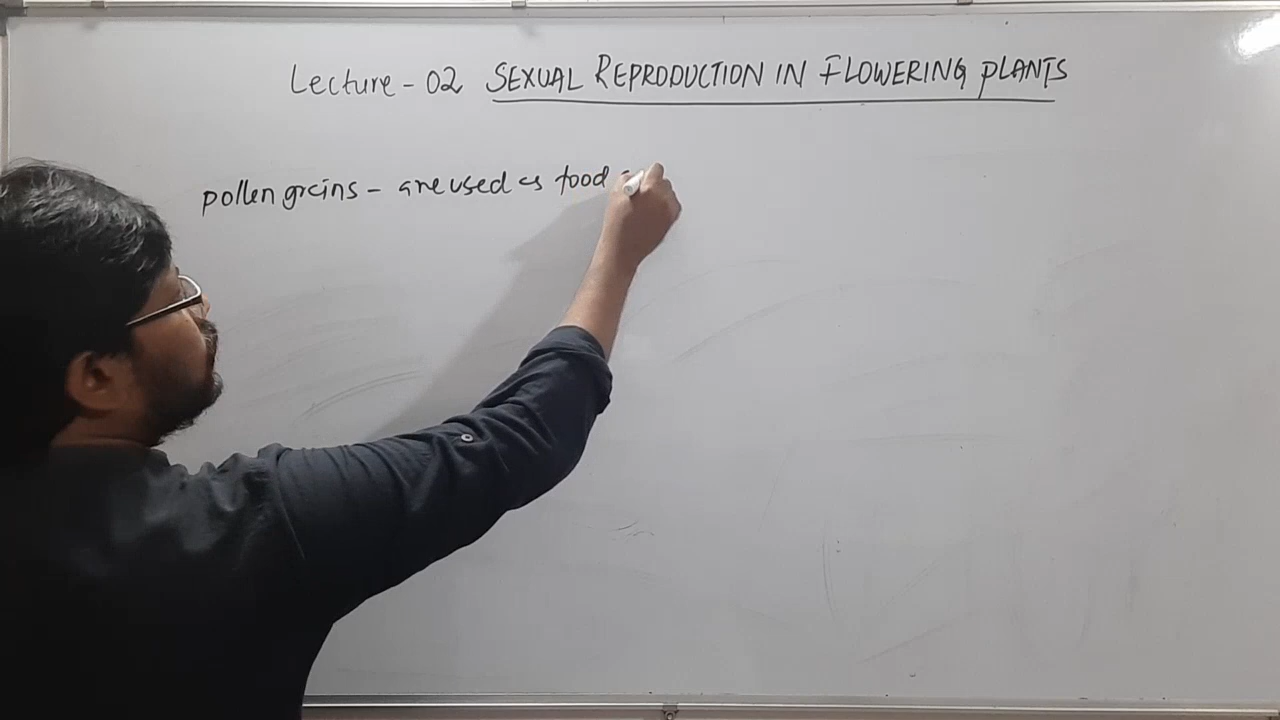 Lecture - 02 SEXUAL REPRODUCTION IN FLOWERING PLANTS
pollen grains - are used as food